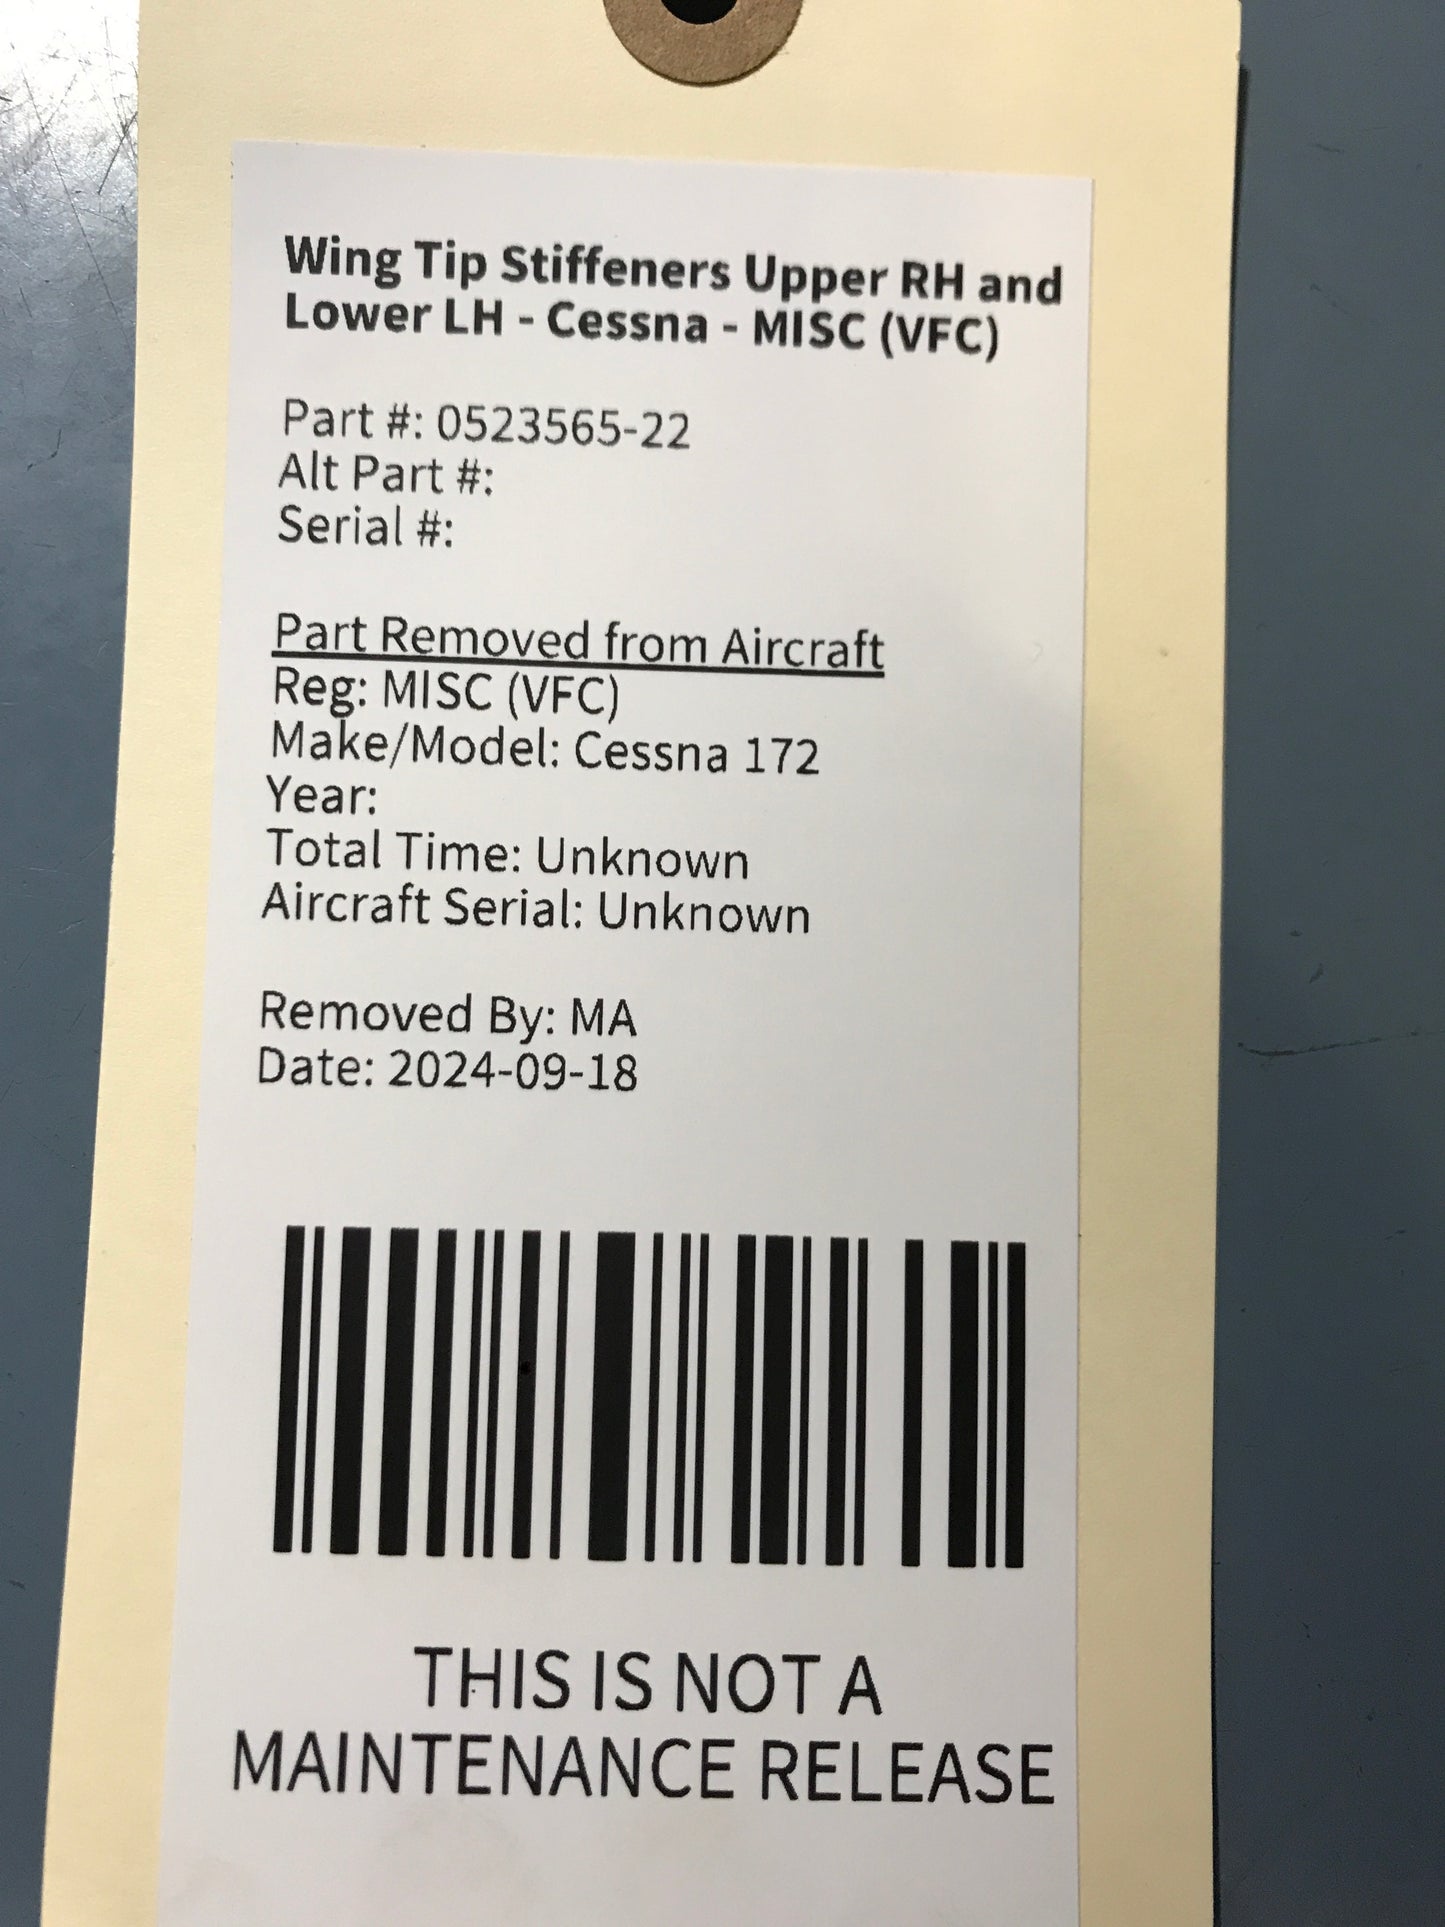 Wing Tip Stiffeners Upper RH and
Lower LH - Cessna - MISC (VFC)
Part #: 0523565-22
Alt Part #:
Serial #:
Part Removed from Aircraft
Reg: MISC (VFC)
Make/Model: Cessna 172
Year:
Total Time: Unknown
Aircraft Serial: Unknown
Removed By: MA
Date: 2024-09-18
THIS IS NOT A
MAINTENANCE RELEASE